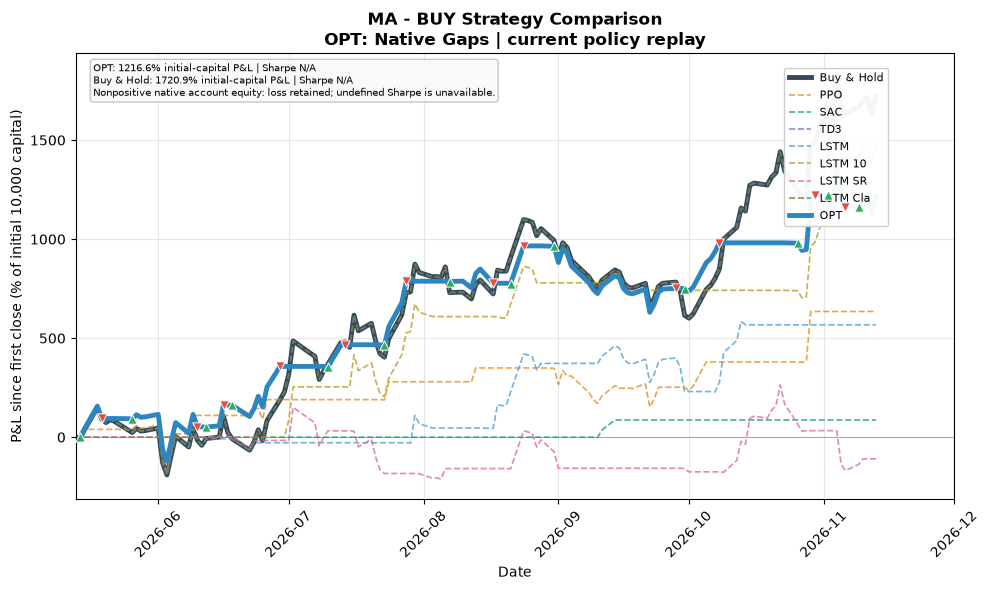 MA - BUY Strategy Comparison
OPT: Native Gaps | current policy replay
OPT: 1216.6% initial-capital P&L | Sharpe N/A
Buy & Hold: 1720.9% initial-capital P&L | Sharpe N/A
Nonpositive native account equity: loss retained; undefined Sharpe is unavailable.
Buy & Hold
PPO
SAC
TD3
LSTM
LSTM 10
LSTM SR
LSTM Cla
OPT
P&L since first close (% of initial 10,000 capital)
1500
1000
500
0
2026-06
2026-07
2026-08
2026-09
2026-10
2026-11
2026-12
Date